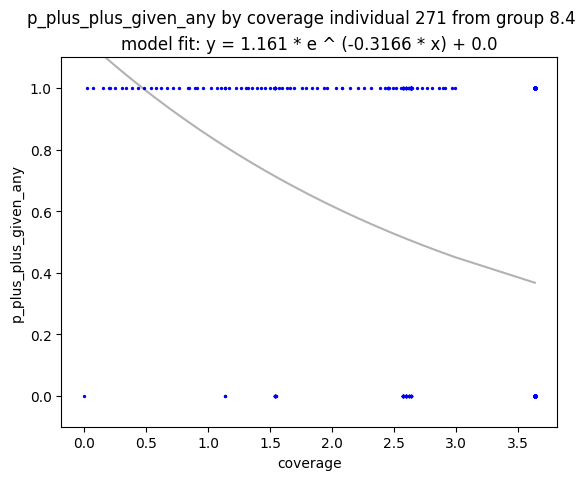 p_plus_plus_given_any by coverage individual 271 from group 8.4
model fit: y = 1.161 * e ^ (-0.3166 * x) + 0.0
1.0
0.8
0.6
0.4
0.2
0.0
p_plus_plus_given_any
0.0 0.5 1.0 1.5 2.0 2.5 3.0 3.5
coverage